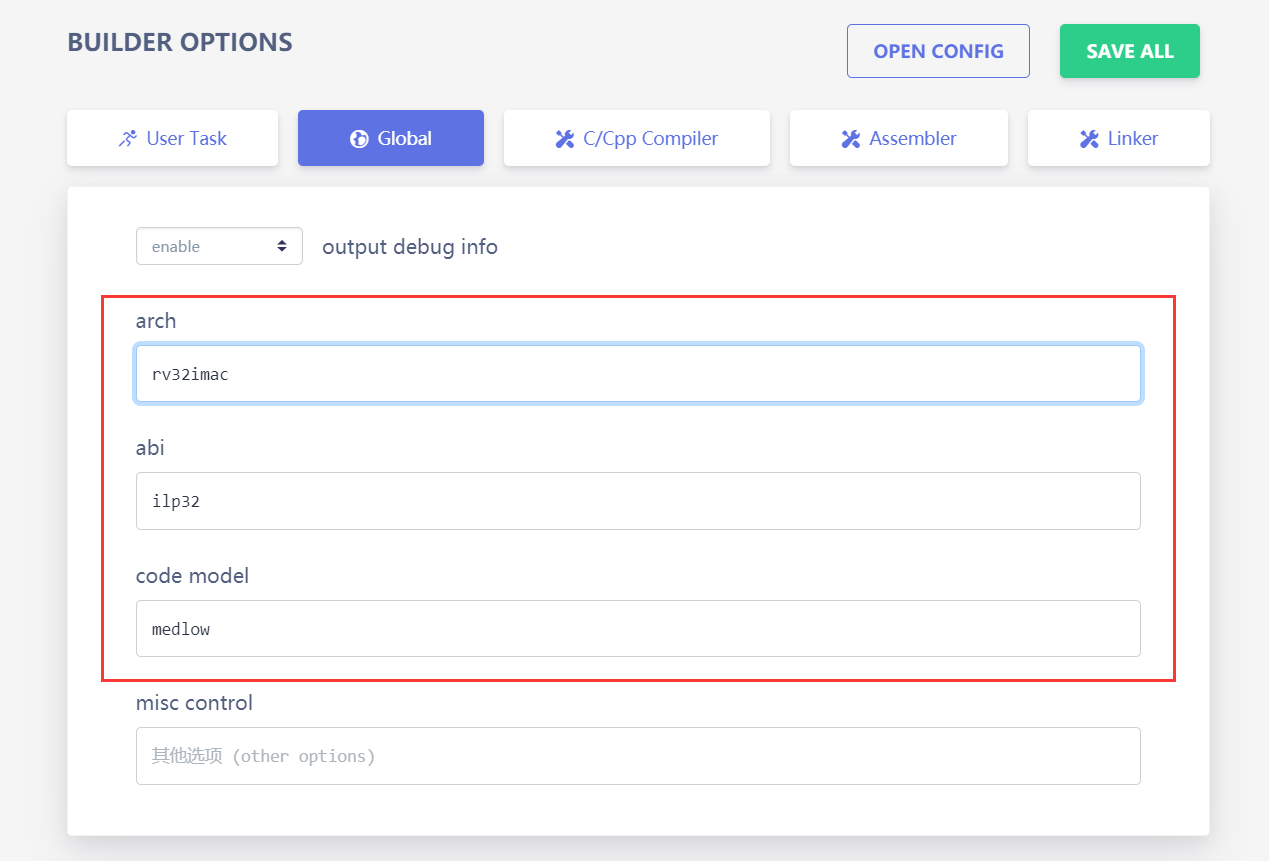 BUILDER OPTIONS
OPEN CONFIG
SAVE ALL
User Task
Global
C/Cpp Compiler
Assembler
Linker
enable
output debug info
arch
rv32imac
abi
ilp32
code model
medlow
misc control
其他选项 (other options)